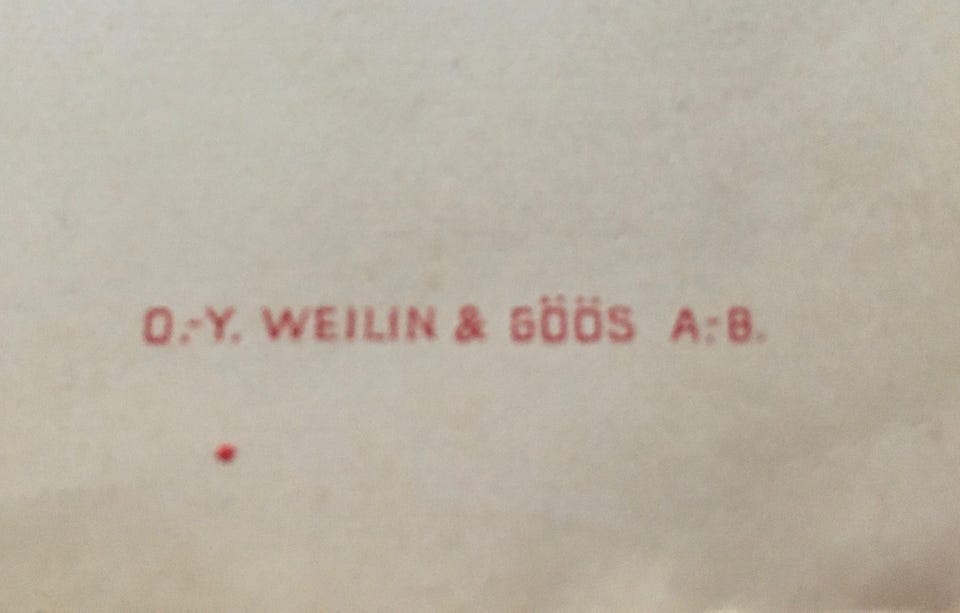 O.-Y. WEILIN & GÖÖS A.-B.